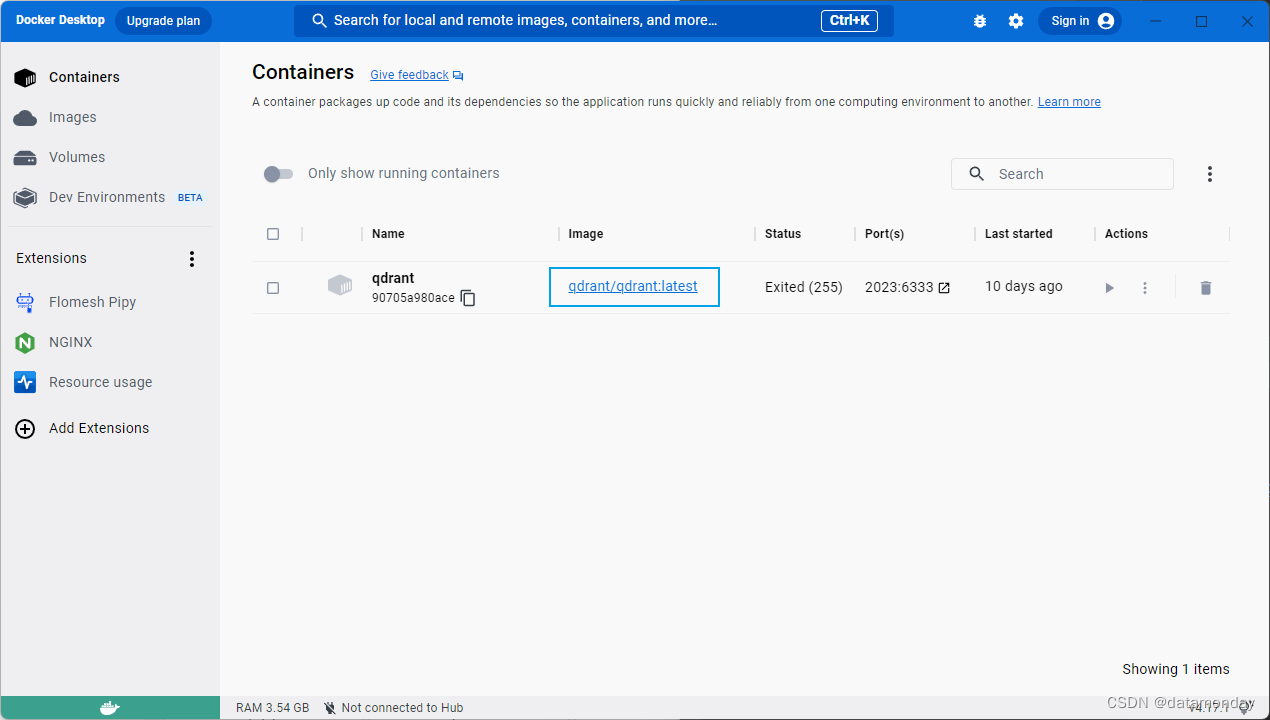 Docker Desktop Upgrade plan Search for local and remote images, containers, and more... Ctrl+K Sign in
Containers
Images
Volumes
Dev Environments BETA
Extensions
Flomesh Pipy
NGINX
Resource usage
Add Extensions
Containers Give feedback
A container packages up code and its dependencies so the application runs quickly and reliably from one computing environment to another. Learn more
Only show running containers Search
Name Image Status Port(s) Last started Actions
qdrant qdrant/qdrant:latest Exited (255) 2023:6333 10 days ago
90705a980ace
Showing 1 items
RAM 3.54 GB Not connected to Hub v4.17.1
CSDN @datamonday